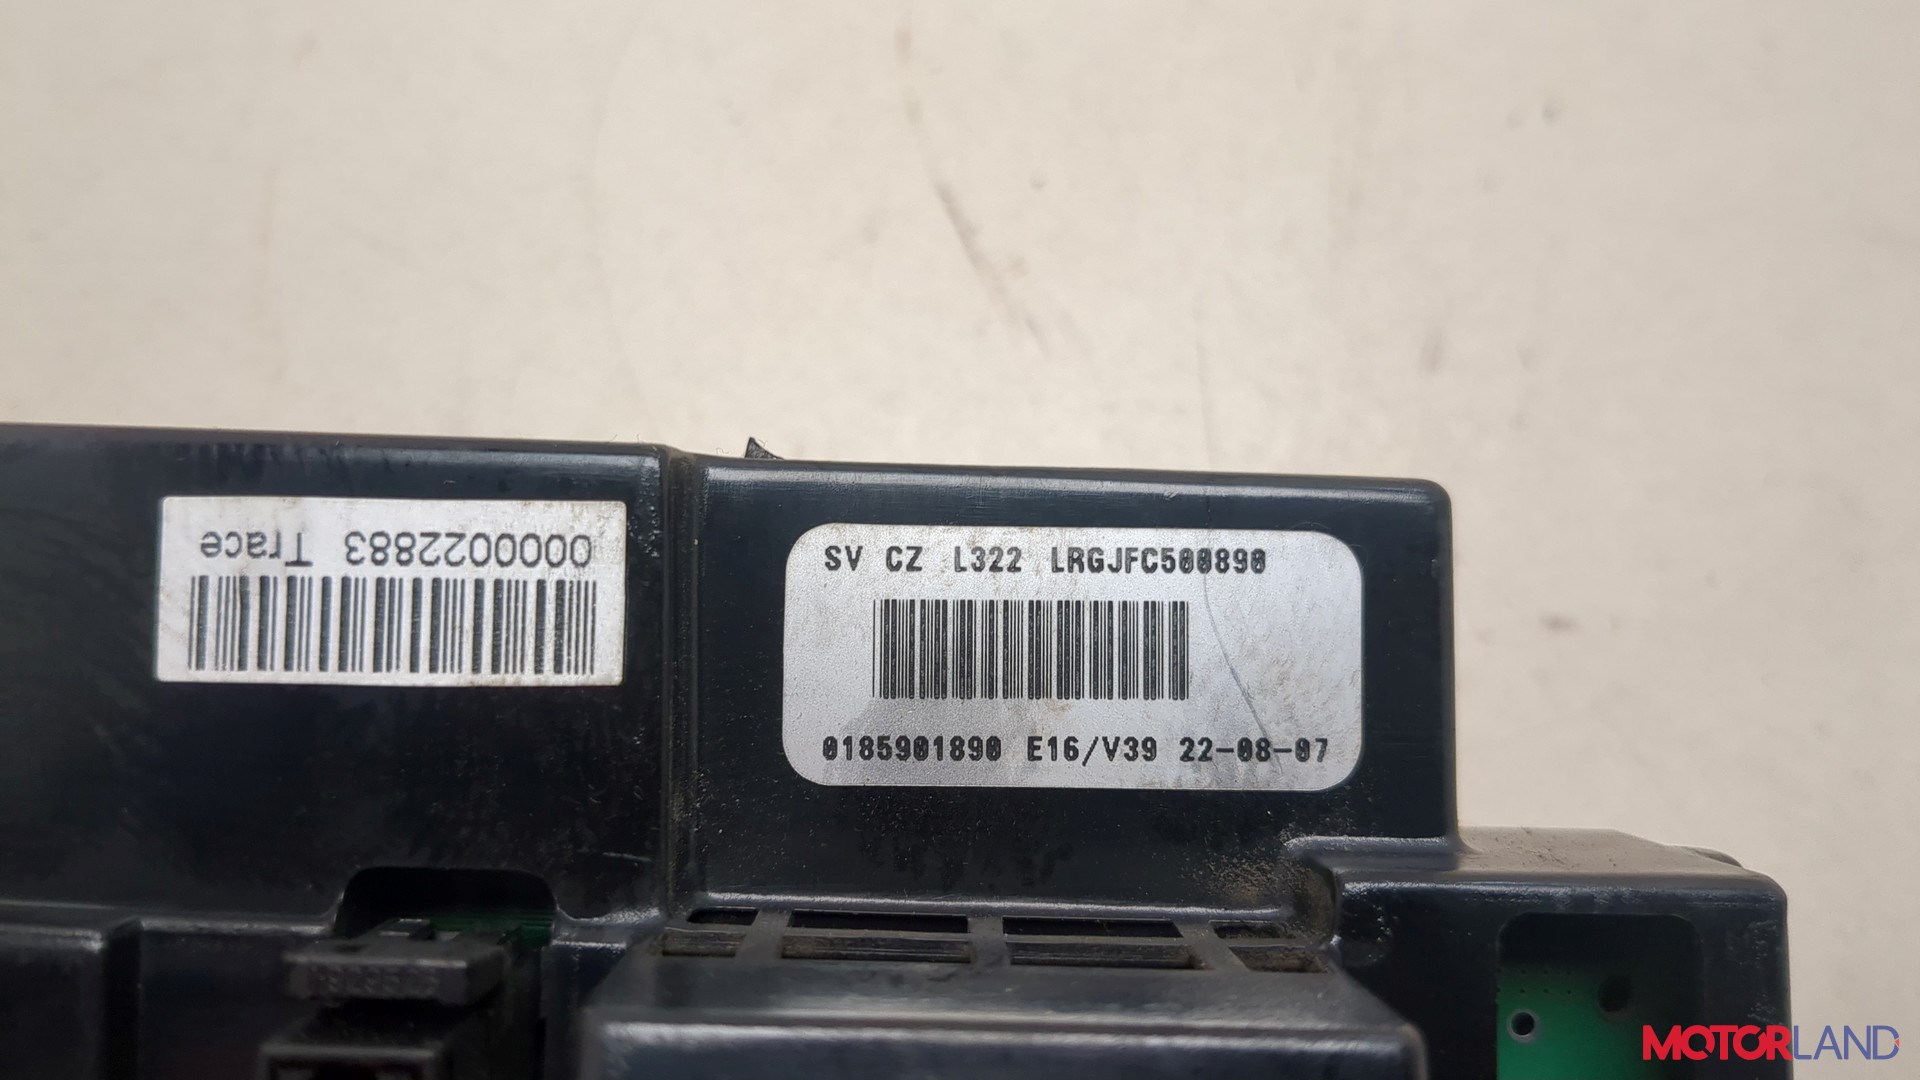 0000022883 Trace
SV CZ L322 LRGJFC500890
0185901890 E16/V39 22-08-07
MOTORLAND